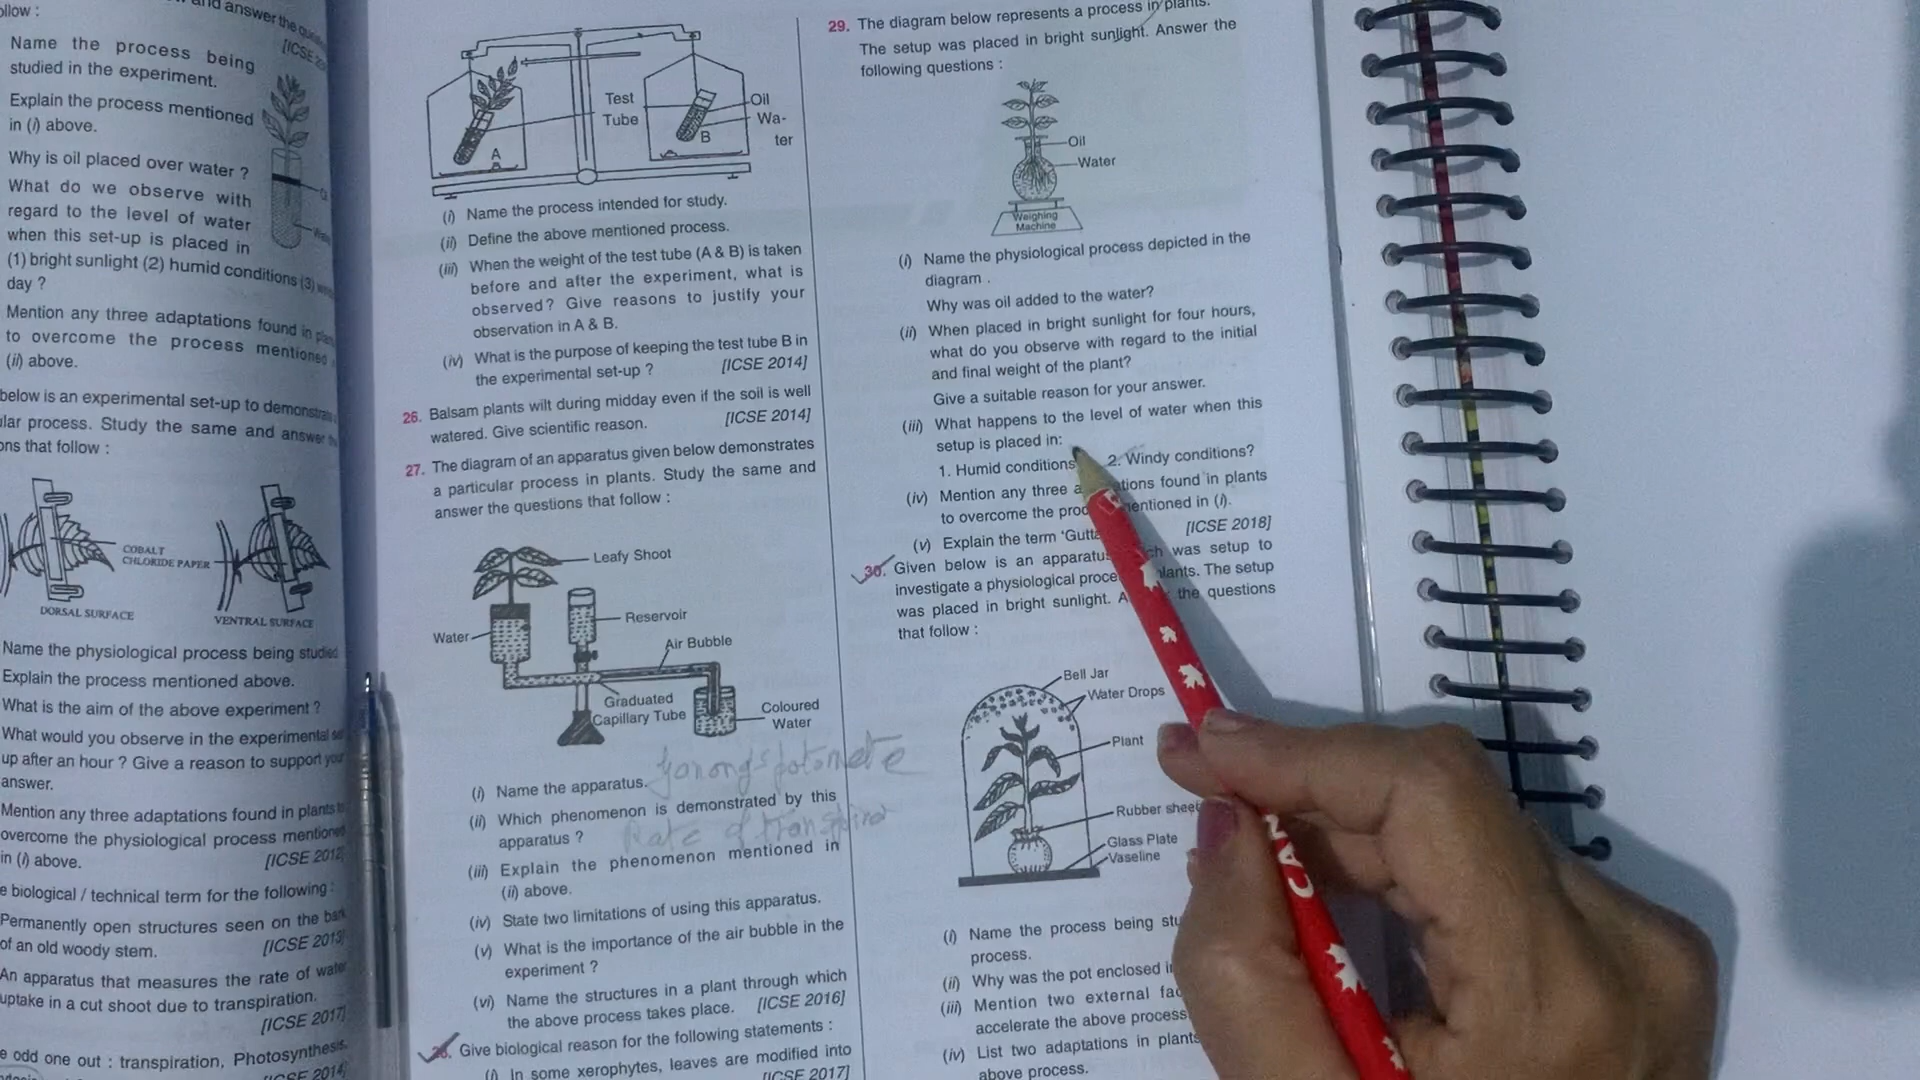 ollow :
and answer the
[ICSE
Name the process being
studied in the experiment.
Explain the process mentioned
in (i) above.
Why is oil placed over water ?
What do we observe with
regard to the level of water
when this set-up is placed in
(1) bright sunlight (2) humid conditions (3)
day ?
Mention any three adaptations found in
to overcome the process mentioned
(ii) above.
below is an experimental set-up to
ular process. Study the same and answer
ons that follow :
COBALT
CHLORIDE PAPER
DORSAL SURFACE
VENTRAL SURFACE
Name the physiological process being studied
Explain the process mentioned above.
What is the aim of the above experiment ?
What would you observe in the experimental
up after an hour ? Give a reason to support your
answer.
Mention any three adaptations found in plants
overcome the physiological process mentioned
in (i) above.
[ICSE 2012
e biological / technical term for the following :
Permanently open structures seen on the bark
of an old woody stem.
[ICSE 2013]
An apparatus that measures the rate of water
uptake in a cut shoot due to transpiration.
[ICSE 2017]
e odd one out : transpiration, Photosynthesis,
[ICSE 2014]
Test
Tube
Oil
Wa-
ter
A
B
(i) Name the process intended for study.
(ii) Define the above mentioned process.
(iii) When the weight of the test tube (A & B) is taken
before and after the experiment, what is
observed? Give reasons to justify your
observation in A & B.
(iv) What is the purpose of keeping the test tube B in
the experimental set-up ? [ICSE 2014]
26. Balsam plants wilt during midday even if the soil is well
watered. Give scientific reason. [ICSE 2014]
27. The diagram of an apparatus given below demonstrates
a particular process in plants. Study the same and
answer the questions that follow :
Leafy Shoot
Reservoir
Water
Air Bubble
Graduated
Capillary Tube
Coloured
Water
(i) Name the apparatus.
(ii) Which phenomenon is demonstrated by this
apparatus ? Rate of
(iii) Explain the phenomenon mentioned in
(ii) above.
(iv) State two limitations of using this apparatus.
(v) What is the importance of the air bubble in the
experiment ?
(vi) Name the structures in a plant through which
the above process takes place. [ICSE 2016]
Give biological reason for the following statements :
(i) In some xerophytes, leaves are modified into
[ICSE 2017]
29. The diagram below represents a process in plants.
The setup was placed in bright sunlight. Answer the
following questions :
Oil
Water
Weighing
Machine
(i) Name the physiological process depicted in the
diagram .
Why was oil added to the water?
(ii) When placed in bright sunlight for four hours,
what do you observe with regard to the initial
and final weight of the plant?
Give a suitable reason for your answer.
(iii) What happens to the level of water when this
setup is placed in:
1. Humid conditions 2. Windy conditions?
(iv) Mention any three a tions found in plants
to overcome the proc mentioned in (i).
[ICSE 2018]
(v) Explain the term 'Gutta
30. Given below is an apparatus ch was setup to
investigate a physiological proce plants. The setup
was placed in bright sunlight. A the questions
that follow :
Bell Jar
Water Drops
Plant
Rubber sheet
Glass Plate
Vaseline
(i) Name the process being stu
process.
(ii) Why was the pot enclosed i
(iii) Mention two external fac
accelerate the above process
(iv) List two adaptations in plants
above process.
CAN